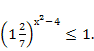 (1 2/7)^{x²−4} ≤ 1.